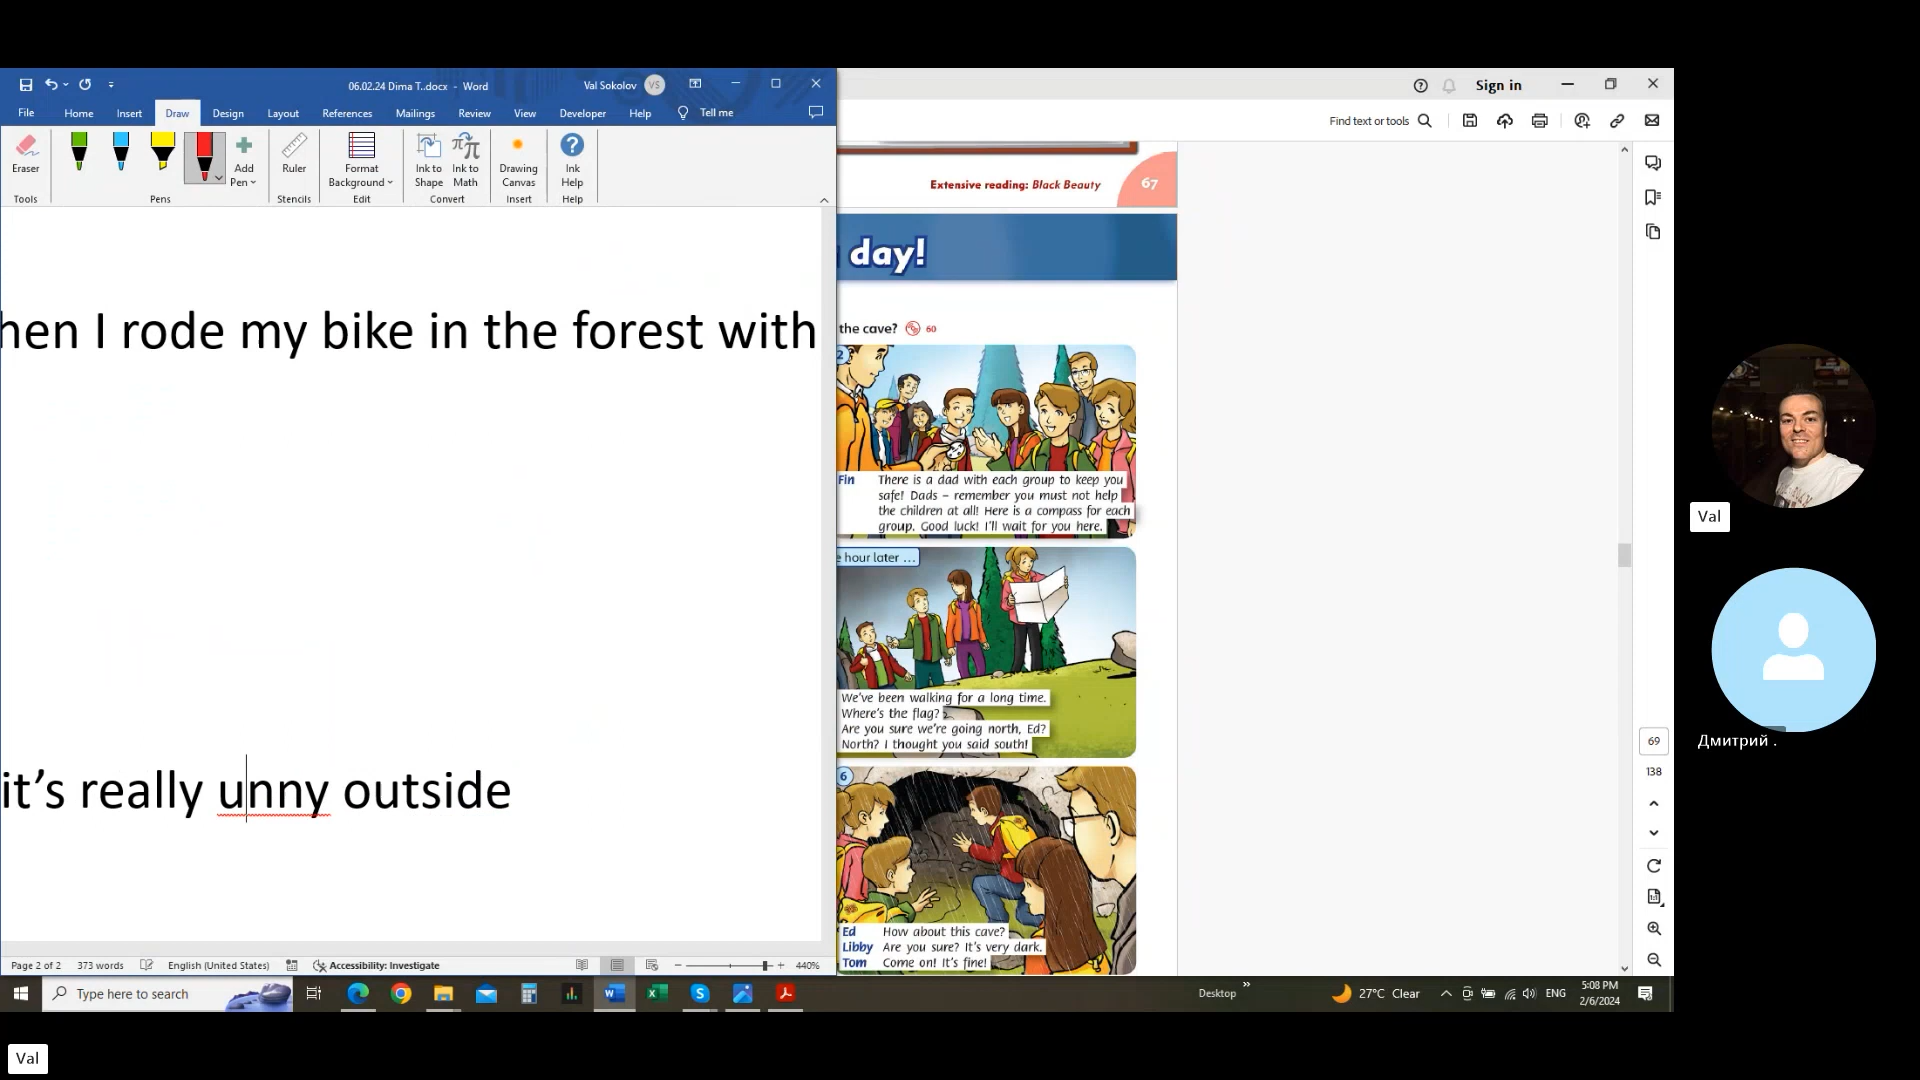 06.02.24 Dima T..docx - Word
Val Sokolov
VS
Sign in
File
Home
Insert
Draw
Design
Layout
References
Mailings
Review
View
Developer
Help
Tell me
Find text or tools
Eraser
Add Pen
Ruler
Format Background
Ink to Shape
Ink to Math
Drawing Canvas
Ink Help
Tools
Pens
Stencils
Edit
Convert
Insert
Help
Extensive reading: Black Beauty
67
day!
hen I rode my bike in the forest with
the cave? 60
2
Fin There is a dad with each group to keep you
safe! Dads – remember you must not help
the children at all! Here is a compass for each
group. Good luck! I'll wait for you here.
hour later ...
We've been walking for a long time.
Where's the flag?
Are you sure we're going north, Ed?
North? I thought you said south!
it's really unny outside
6
Ed How about this cave?
Libby Are you sure? It's very dark.
Tom Come on! It's fine!
69
138
Page 2 of 2
373 words
English (United States)
Accessibility: Investigate
440%
Type here to search
Desktop
27°C Clear
ENG
5:08 PM
2/6/2024
Val
Дмитрий .
Val